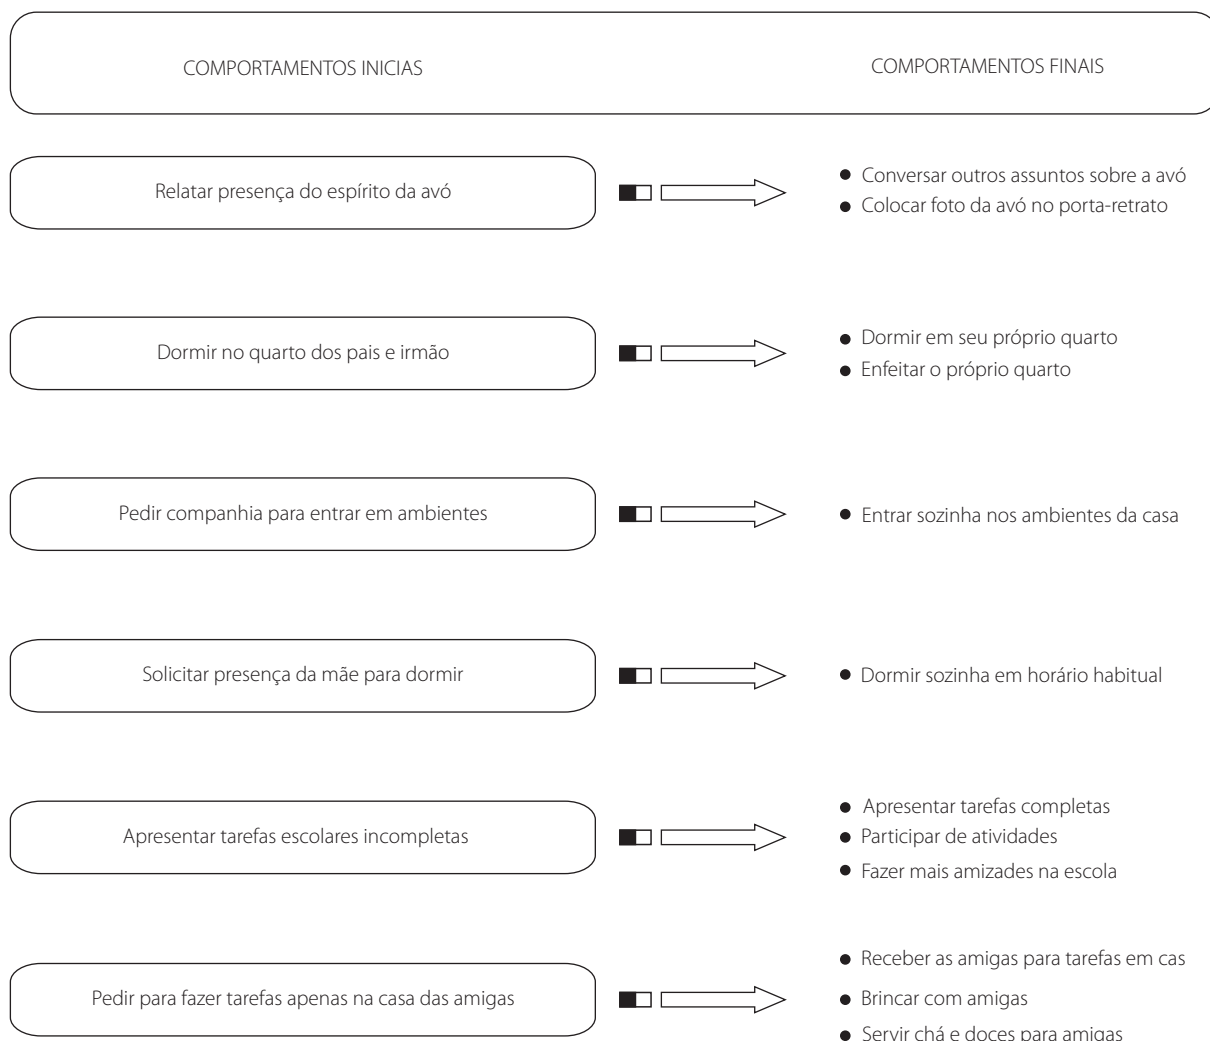 COMPORTAMENTOS INICIAS
COMPORTAMENTOS FINAIS
Relatar presença do espírito da avó
Conversar outros assuntos sobre a avó
Colocar foto da avó no porta-retrato
Dormir no quarto dos pais e irmão
Dormir em seu próprio quarto
Enfeitar o próprio quarto
Pedir companhia para entrar em ambientes
Entrar sozinha nos ambientes da casa
Solicitar presença da mãe para dormir
Dormir sozinha em horário habitual
Apresentar tarefas escolares incompletas
Apresentar tarefas completas
Participar de atividades
Fazer mais amizades na escola
Pedir para fazer tarefas apenas na casa das amigas
Receber as amigas para tarefas em cas
Brincar com amigas
Servir chá e doces para amigas